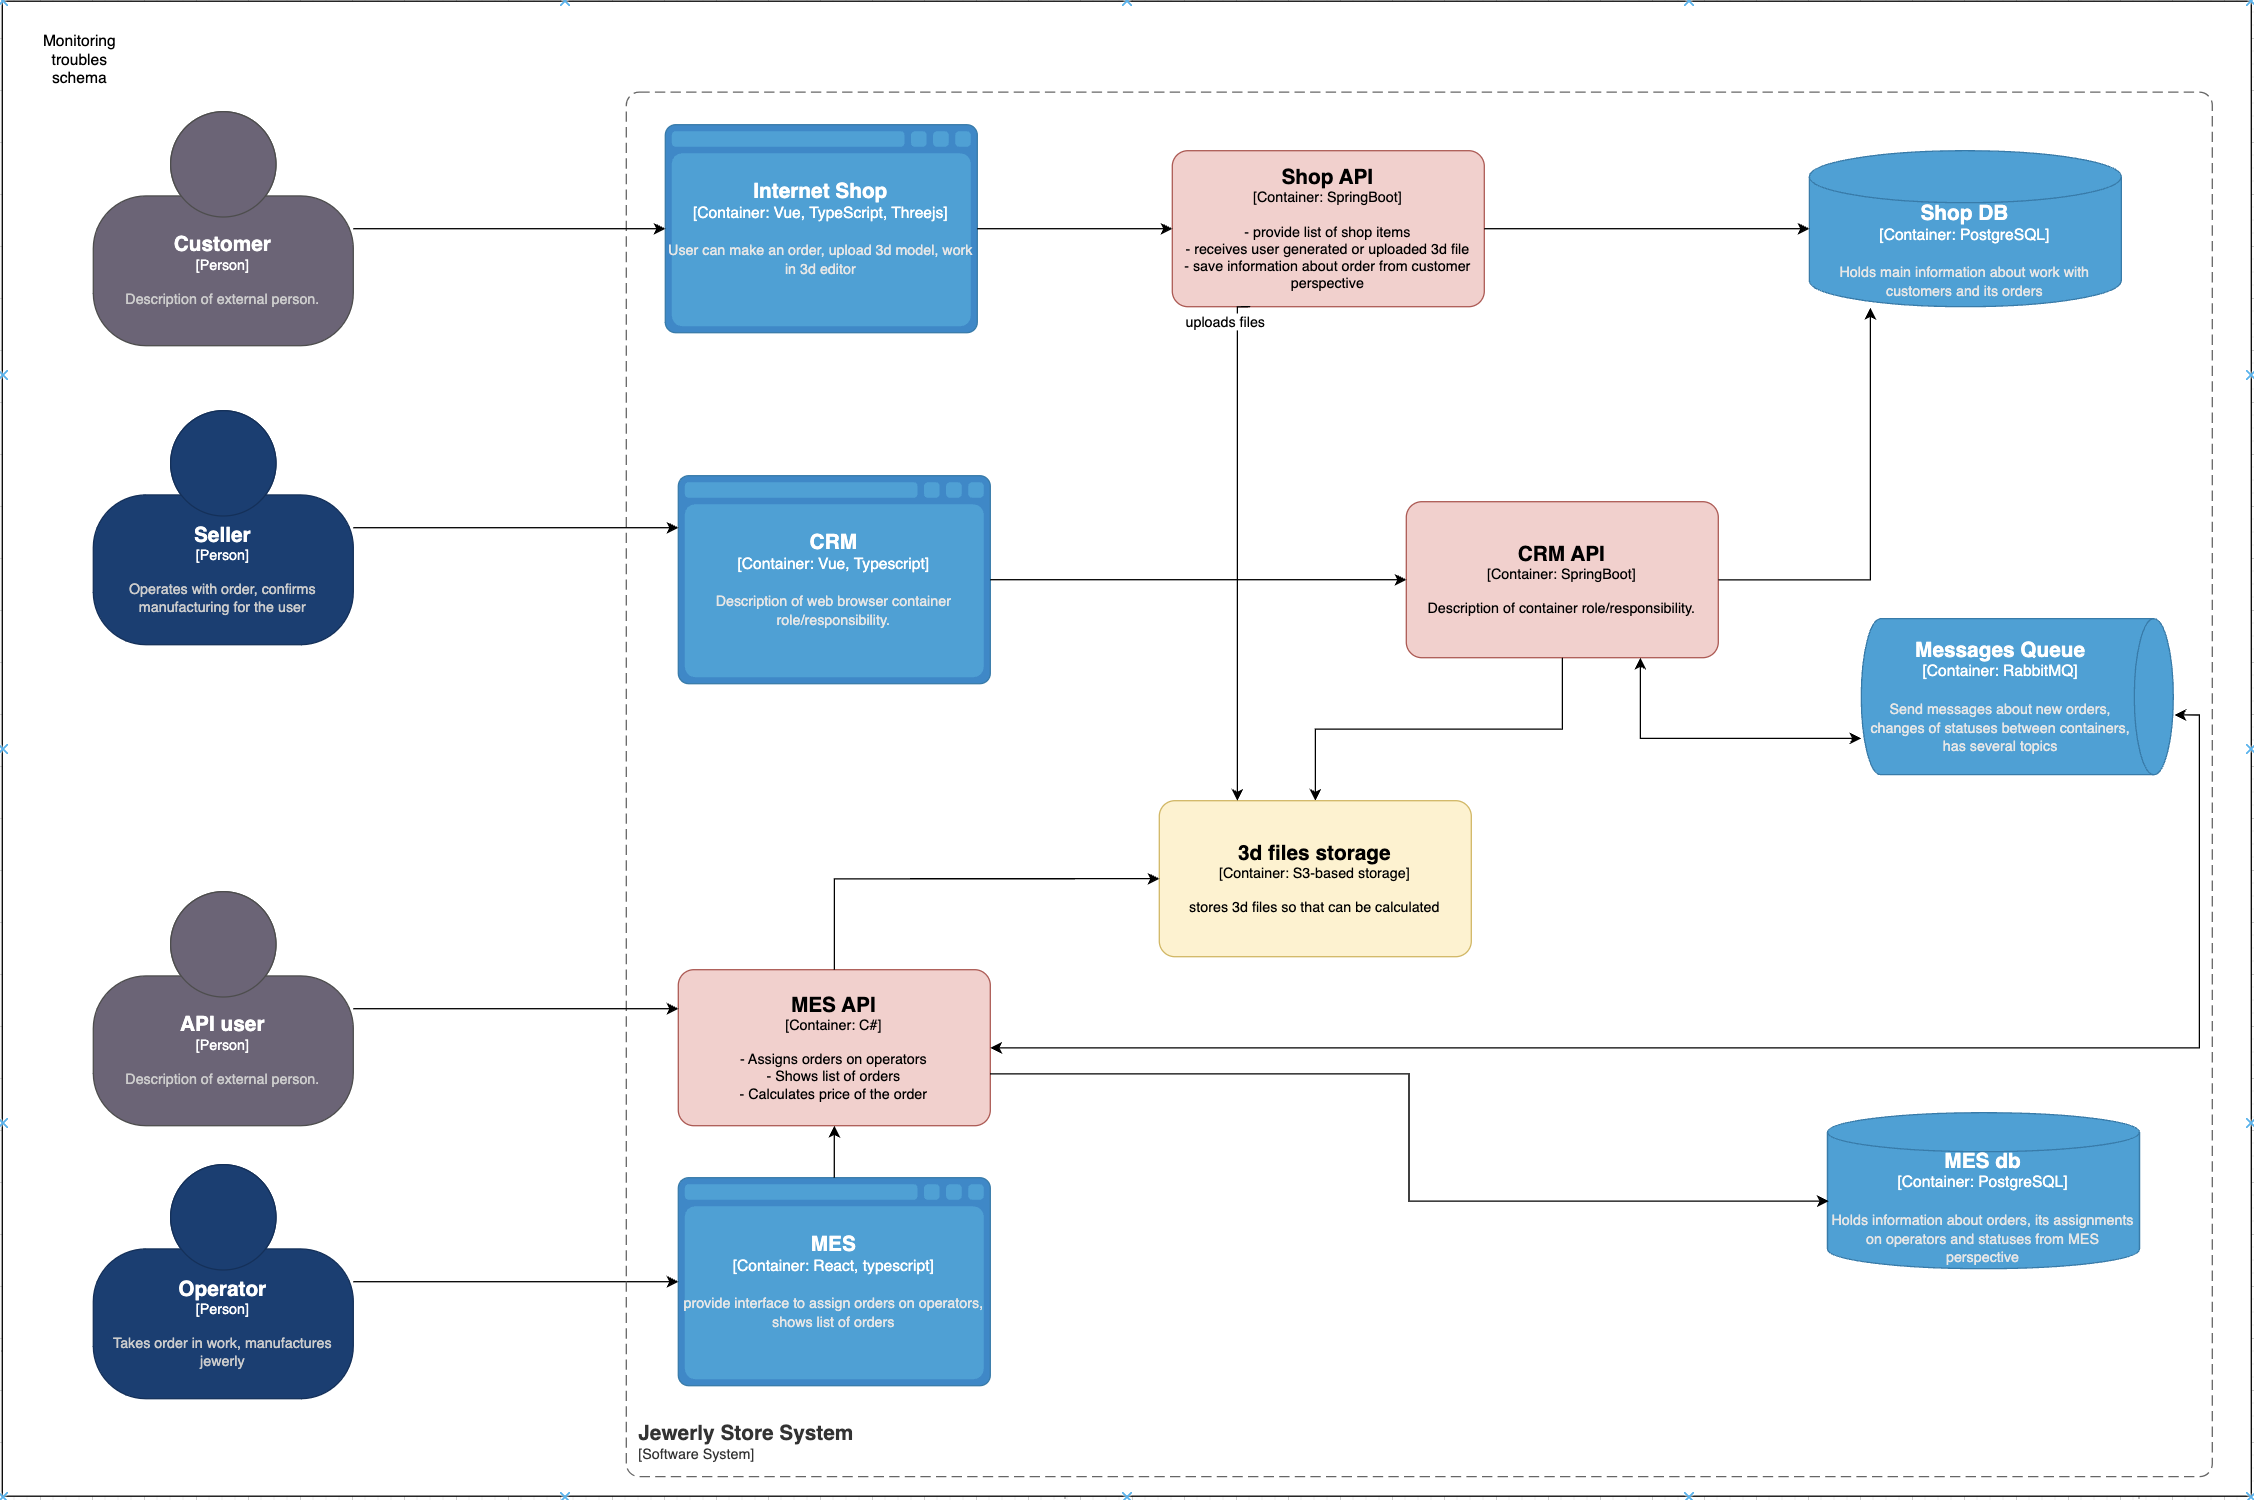 Monitoring
troubles
schema
Customer
[Person]
Description of external person.
Internet Shop
[Container: Vue, TypeScript, Threejs]
User can make an order, upload 3d model, work
in 3d editor
Shop API
[Container: SpringBoot]
- provide list of shop items
- receives user generated or uploaded 3d file
- save information about order from customer
perspective
uploads files
Shop DB
[Container: PostgreSQL]
Holds main information about work with
customers and its orders
Seller
[Person]
Operates with order, confirms
manufacturing for the user
CRM
[Container: Vue, Typescript]
Description of web browser container
role/responsibility.
CRM API
[Container: SpringBoot]
Description of container role/responsibility.
Messages Queue
[Container: RabbitMQ]
Send messages about new orders,
changes of statuses between containers,
has several topics
3d files storage
[Container: S3-based storage]
stores 3d files so that can be calculated
API user
[Person]
Description of external person.
MES API
[Container: C#]
- Assigns orders on operators
- Shows list of orders
- Calculates price of the order
MES db
[Container: PostgreSQL]
Holds information about orders, its assignments
on operators and statuses from MES
perspective
Operator
[Person]
Takes order in work, manufactures
jewerly
MES
[Container: React, typescript]
provide interface to assign orders on operators,
shows list of orders
Jewerly Store System
[Software System]